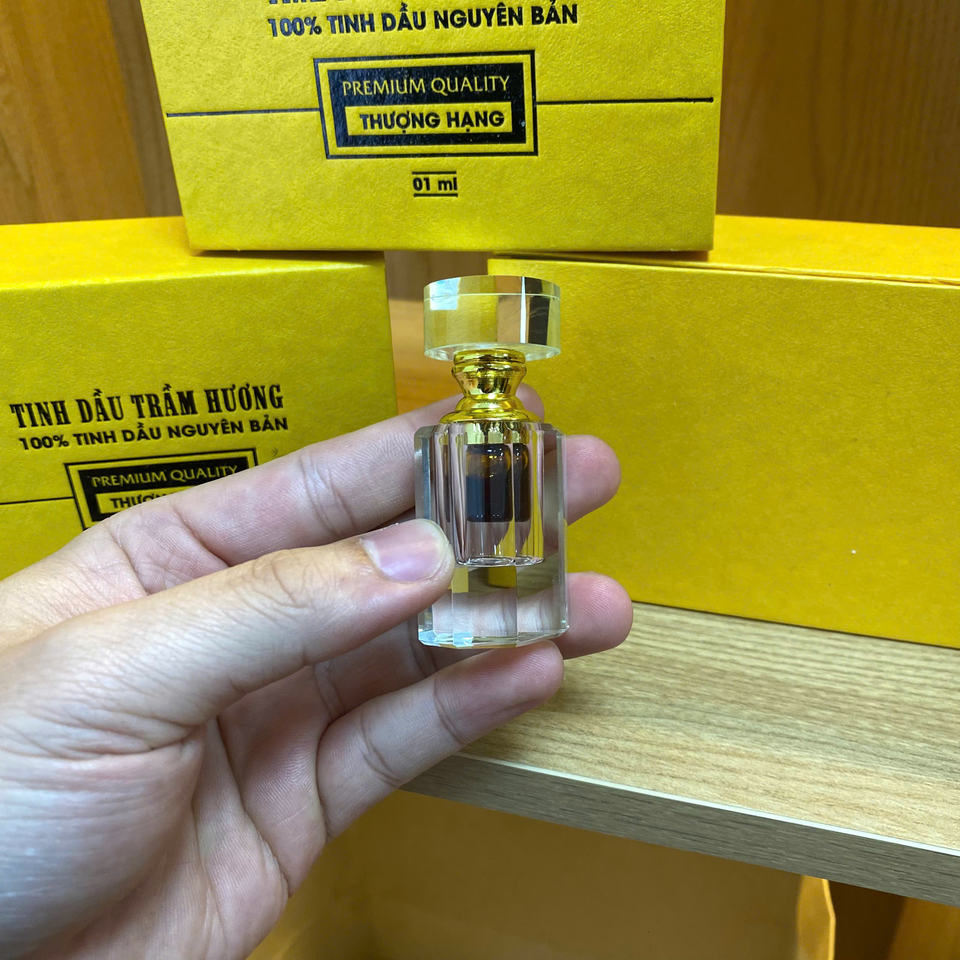 100% TINH DẦU NGUYÊN BẢN
PREMIUM QUALITY
THƯỢNG HẠNG
01 ml
TINH DẦU TRẦM HƯƠNG
100% TINH DẦU NGUYÊN BẢN
PREMIUM QUALITY